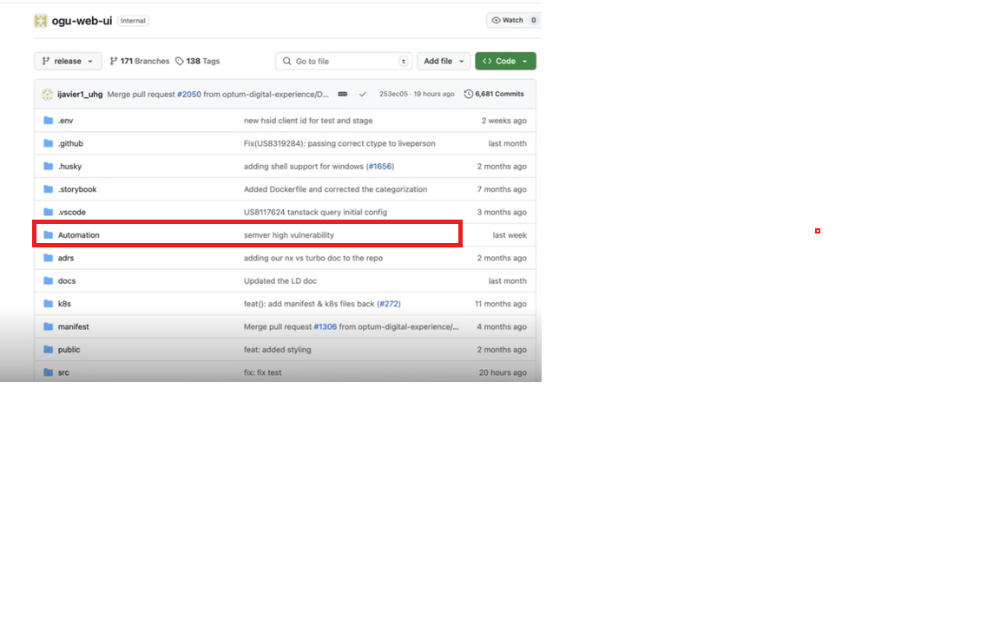 ogu-web-ui Internal Watch 0
release 171 Branches 138 Tags Go to file t Add file Code
ijavier1_uhg Merge pull request #2050 from optum-digital-experience/D... 253ec05 · 19 hours ago 6,681 Commits
.env new hsid client id for test and stage 2 weeks ago
.github Fix(US8319284): passing correct ctype to liveperson last month
.husky adding shell support for windows (#1656) 2 months ago
.storybook Added Dockerfile and corrected the categorization 7 months ago
.vscode US8117624 tanstack query initial config 3 months ago
Automation semver high vulnerability last week
adrs adding our nx vs turbo doc to the repo 2 months ago
docs Updated the LD doc last month
k8s feat(): add manifest & k8s files back (#272) 11 months ago
manifest Merge pull request #1306 from optum-digital-experience/... 4 months ago
public feat: added styling 2 months ago
src fix: fix test 20 hours ago